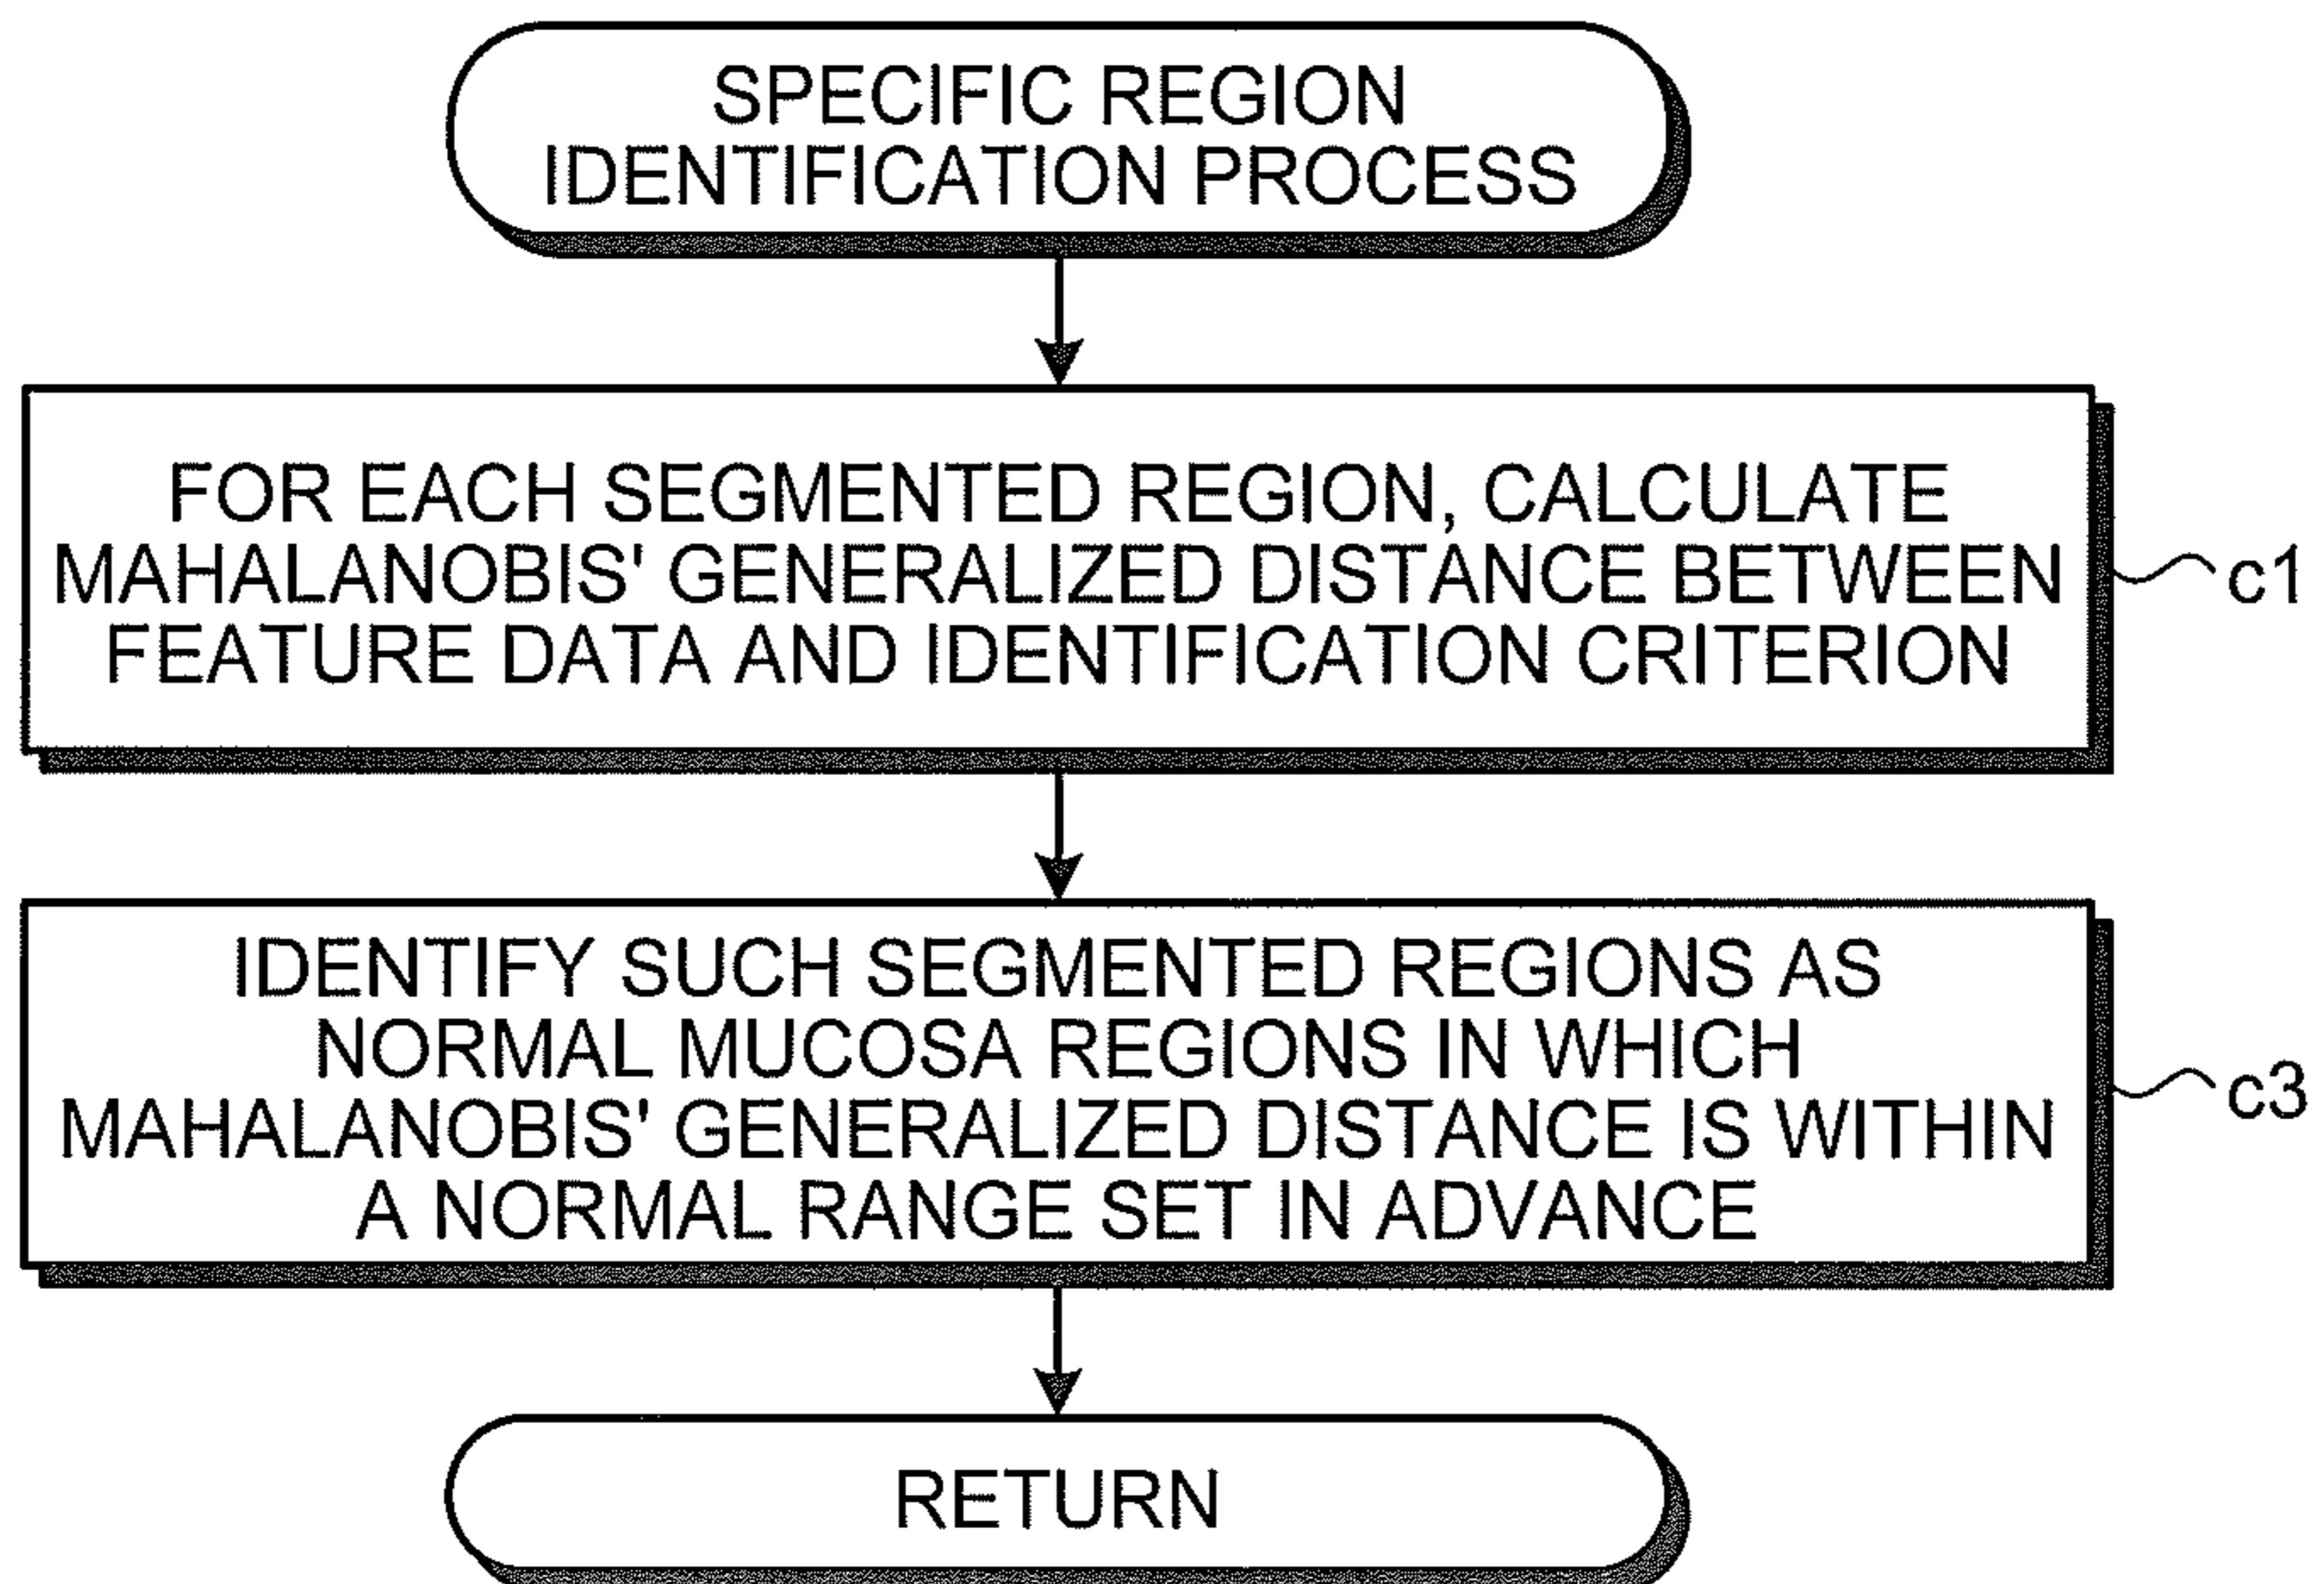 SPECIFIC REGION
IDENTIFICATION PROCESS
FOR EACH SEGMENTED REGION, CALCULATE
MAHALANOBIS' GENERALIZED DISTANCE BETWEEN
FEATURE DATA AND IDENTIFICATION CRITERION
c1
IDENTIFY SUCH SEGMENTED REGIONS AS
NORMAL MUCOSA REGIONS IN WHICH
MAHALANOBIS' GENERALIZED DISTANCE IS WITHIN
A NORMAL RANGE SET IN ADVANCE
c3
RETURN